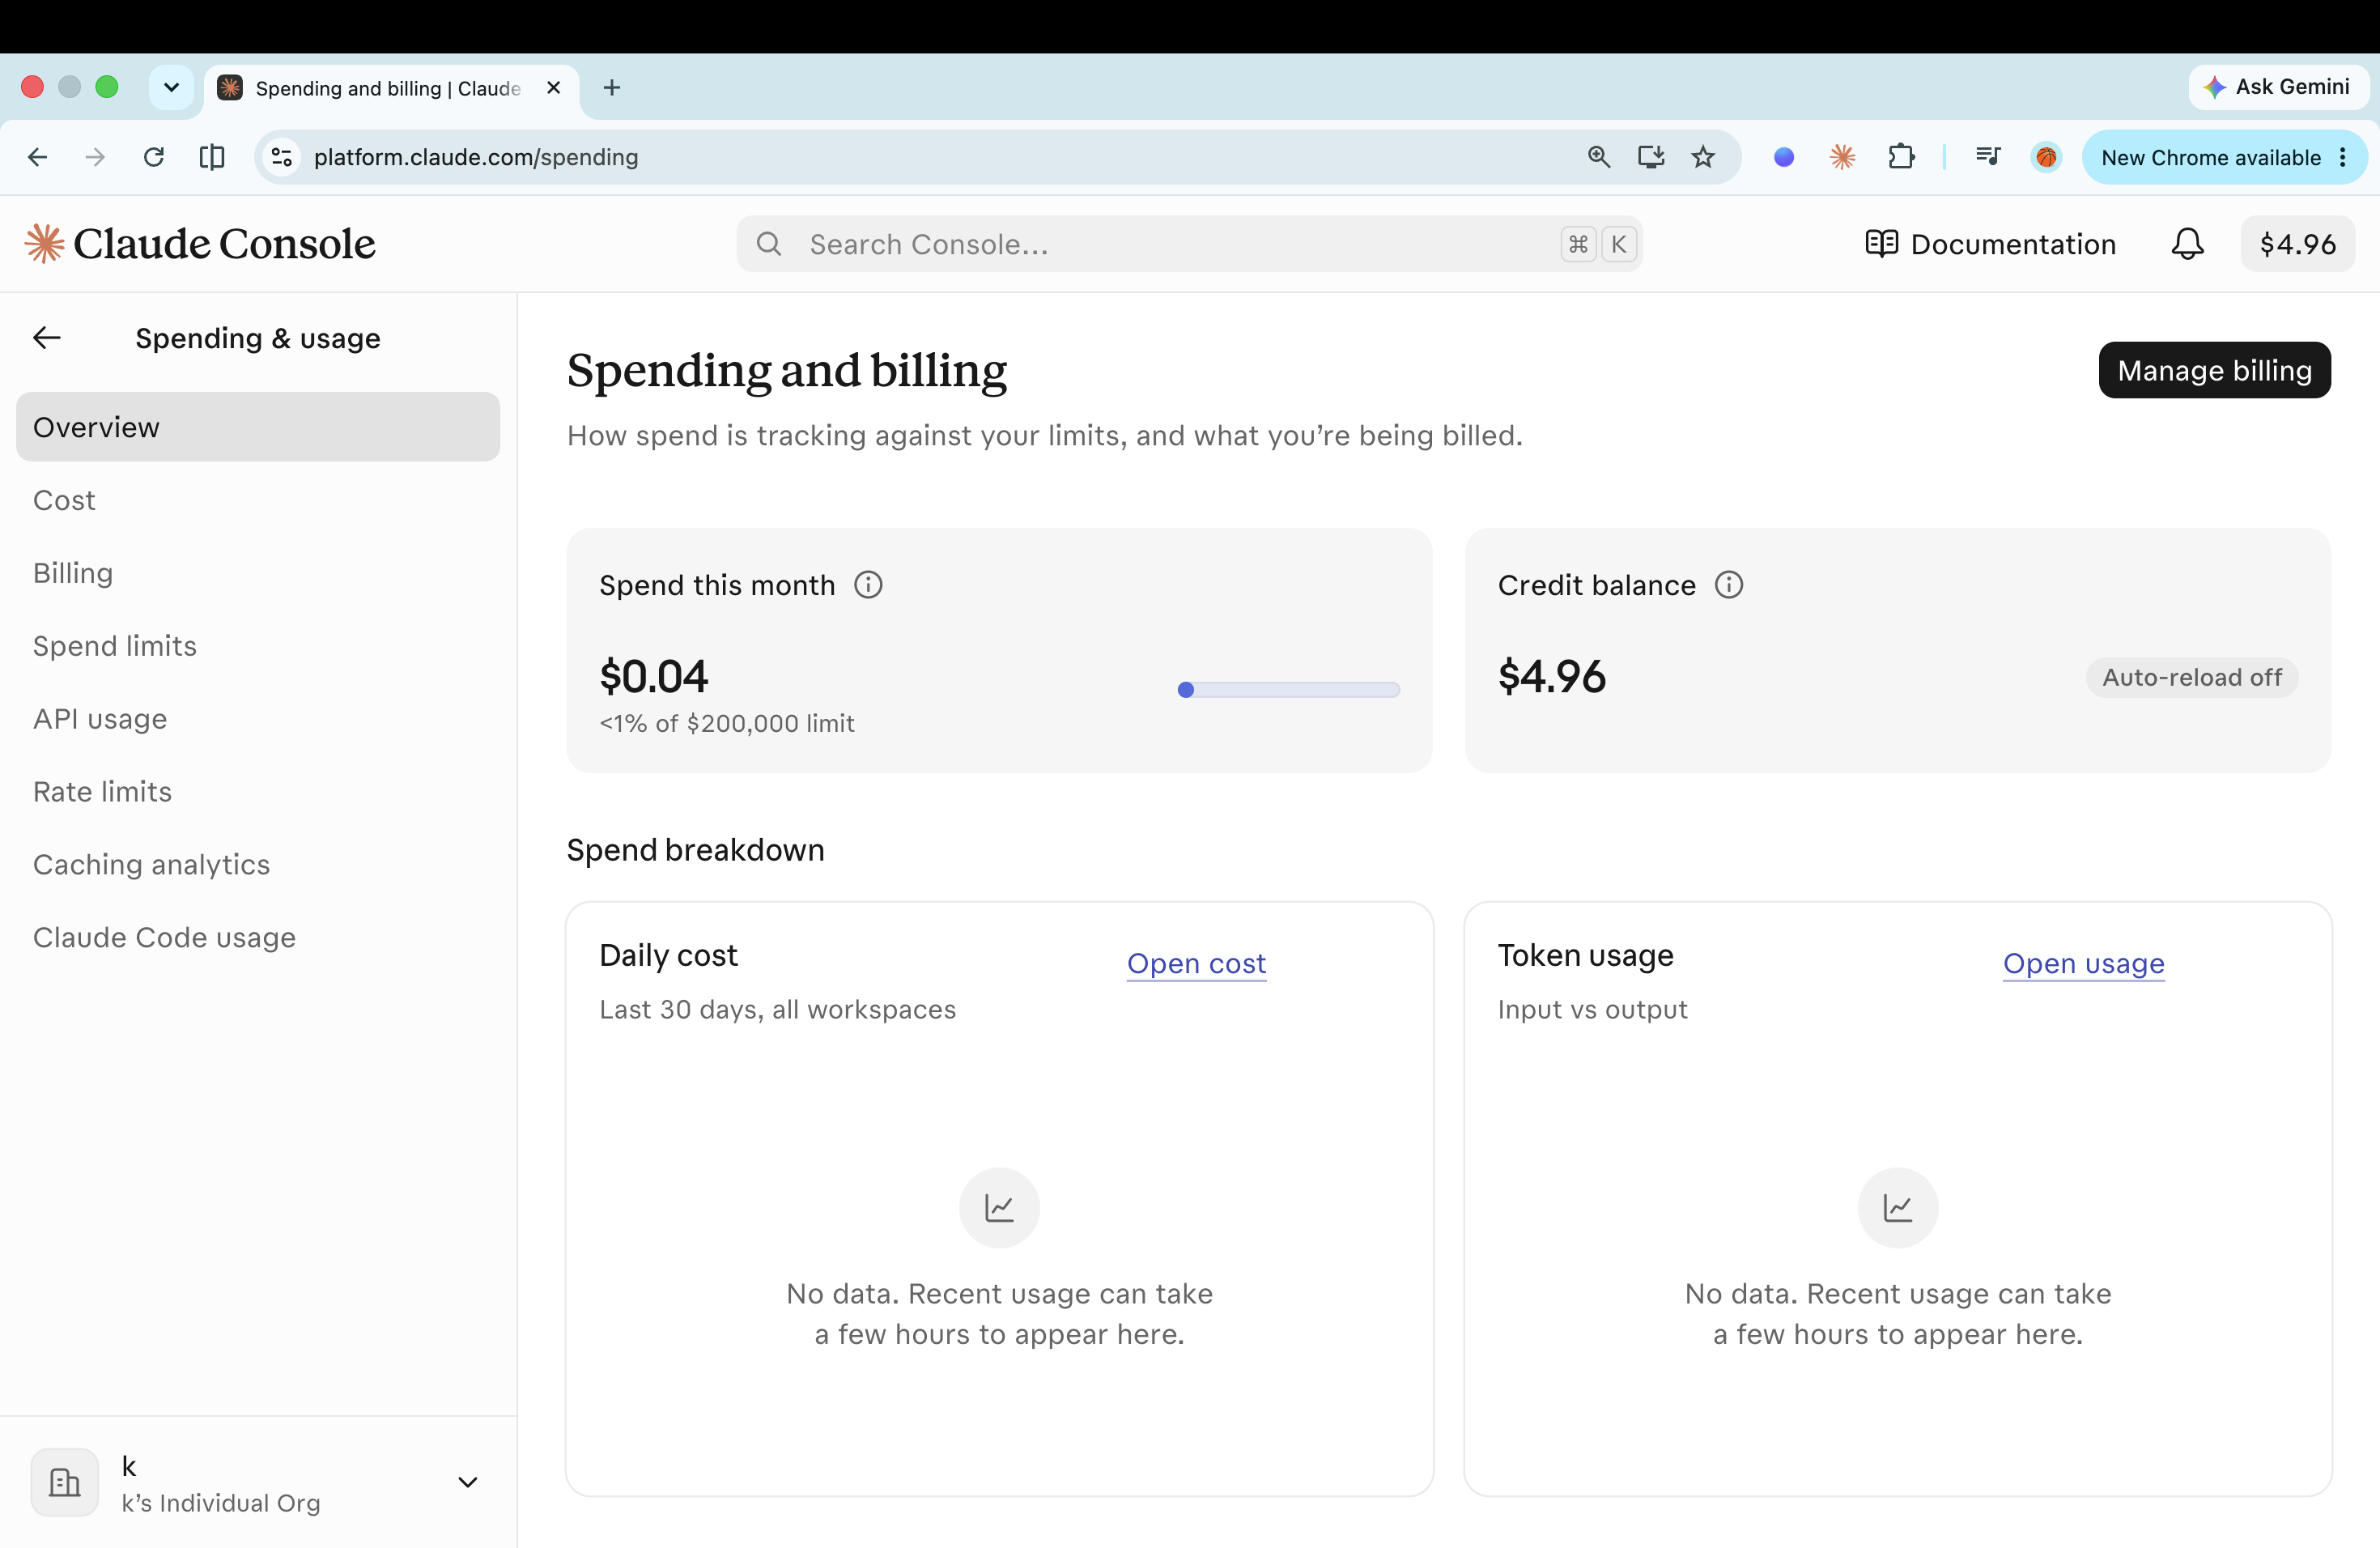 Spending and billing | Claude
Ask Gemini
platform.claude.com/spending
New Chrome available
Claude Console
Search Console...
⌘ K
Documentation
$4.96
Spending & usage
Overview
Cost
Billing
Spend limits
API usage
Rate limits
Caching analytics
Claude Code usage
k
k’s Individual Org
Spending and billing
Manage billing
How spend is tracking against your limits, and what you’re being billed.
Spend this month
$0.04
<1% of $200,000 limit
Credit balance
$4.96
Auto-reload off
Spend breakdown
Daily cost
Open cost
Last 30 days, all workspaces
No data. Recent usage can take
a few hours to appear here.
Token usage
Open usage
Input vs output
No data. Recent usage can take
a few hours to appear here.